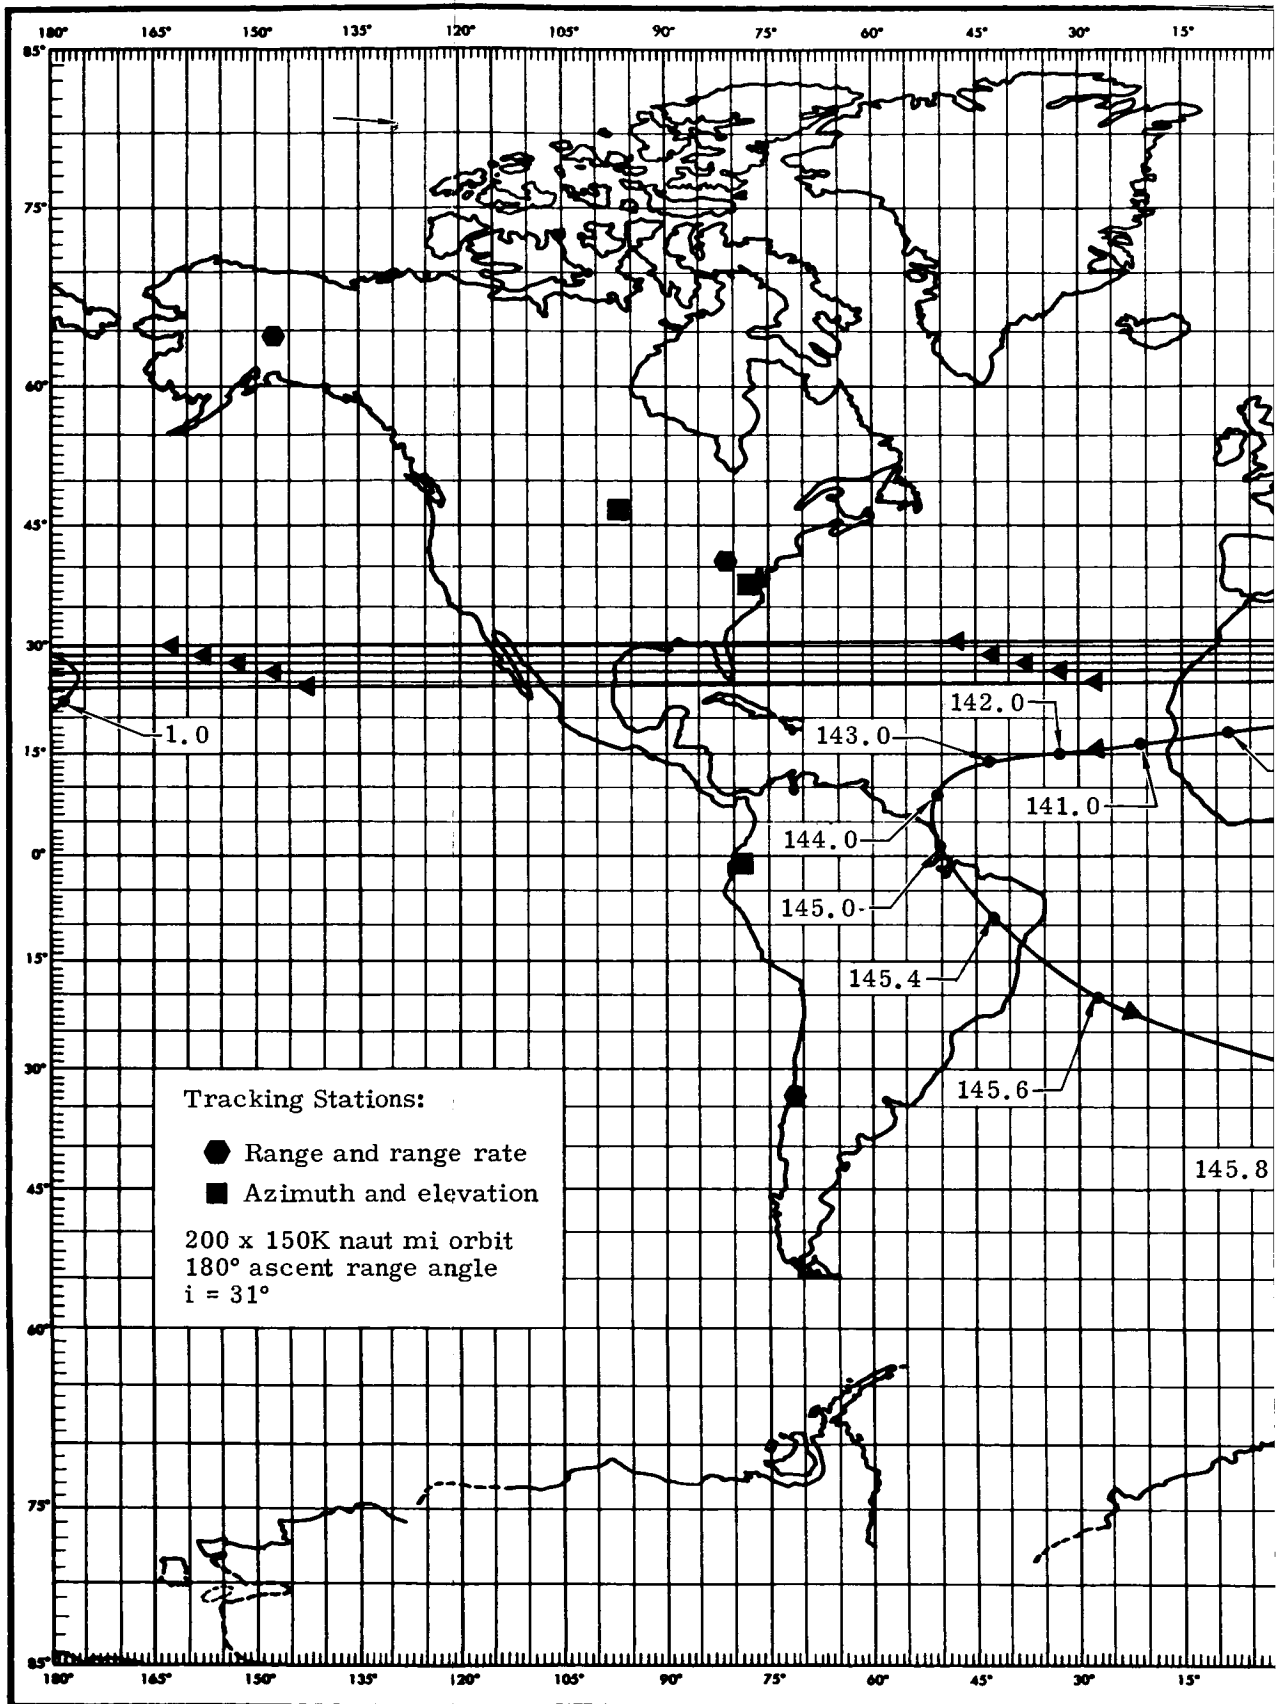 180° 165° 150° 135° 120° 105° 90° 75° 60° 45° 30° 15°
85°
75°
60°
45°
30°
142.0
1.0
143.0
15°
141.0
144.0
0°
145.0
15°
145.4
30°
145.6
Tracking Stations:
Range and range rate
145.8
45°
Azimuth and elevation
200 x 150K naut mi orbit
180° ascent range angle
i = 31°
60°
75°
85°
180° 165° 150° 135° 120° 105° 90° 75° 60° 45° 30° 15°